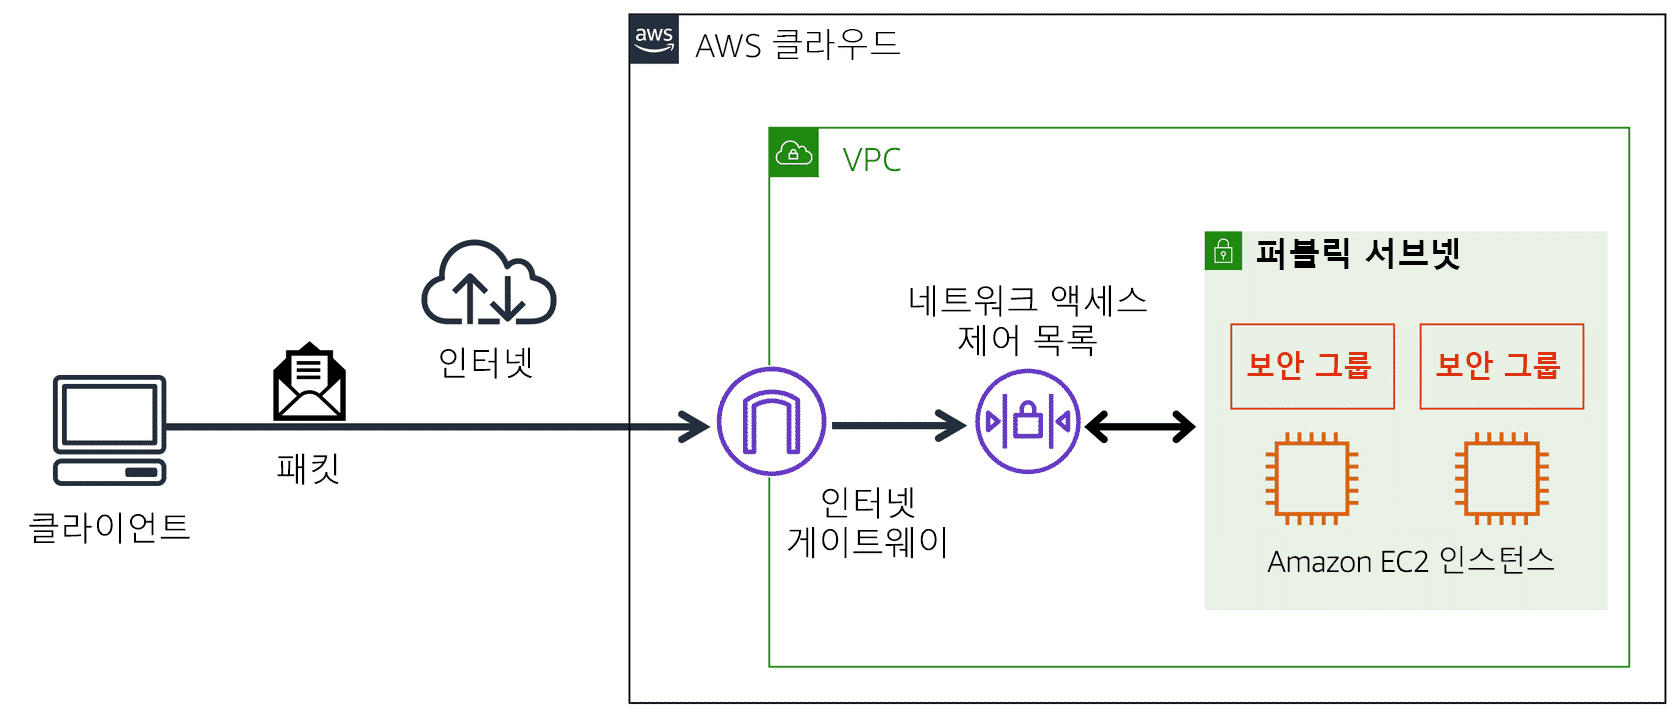 aws
AWS 클라우드
VPC
퍼블릭 서브넷
네트워크 액세스
제어 목록
인터넷
보안 그룹
보안 그룹
패킷
클라이언트
인터넷
게이트웨이
Amazon EC2 인스턴스